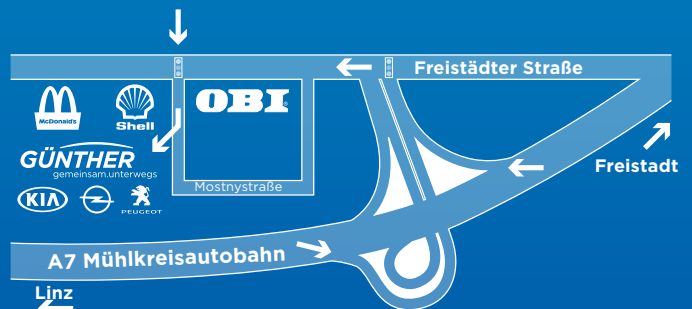 Freistädter Straße
OBI
McDonald's
Shell
GÜNTHER
gemeinsam.unterwegs
KIA
PEUGEOT
Mostnystraße
Freistadt
A7 Mühlkreisautobahn
Linz